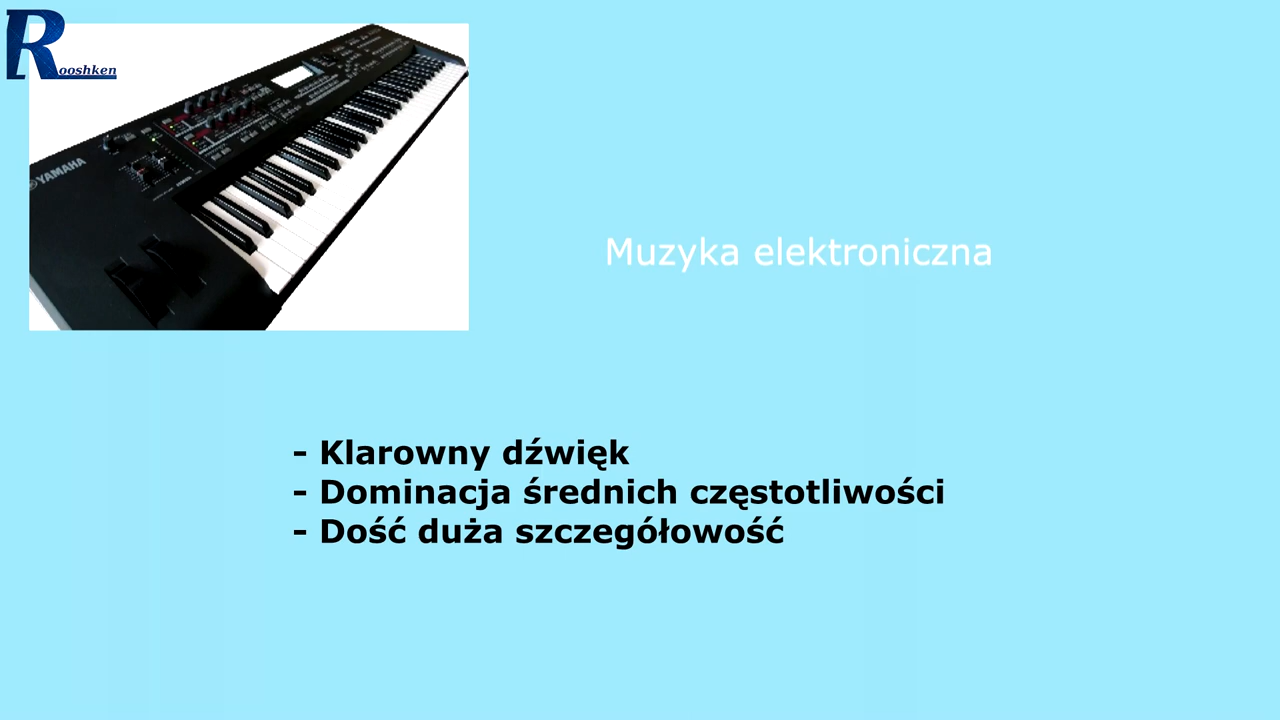 Rooshken
YAMAHA
Muzyka elektroniczna
- Klarowny dźwięk
- Dominacja średnich częstotliwości
- Dość duża szczegółowość